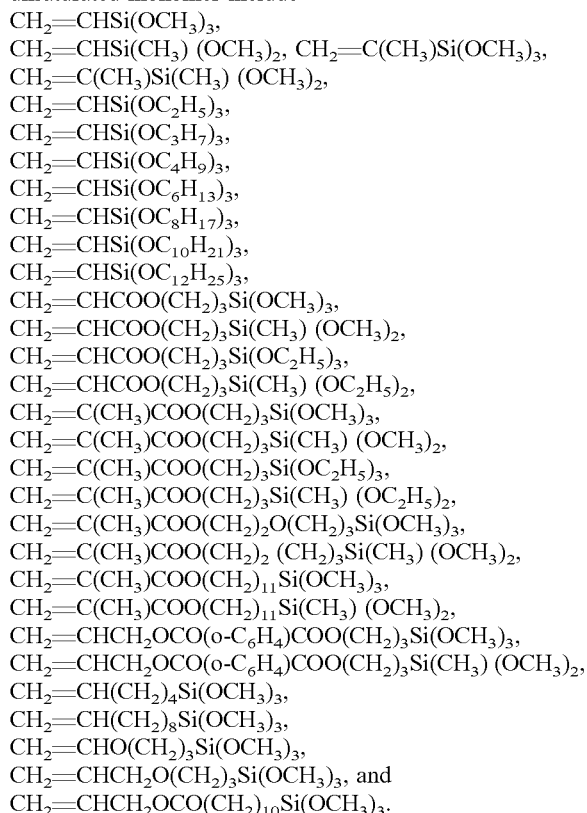 CH₂=CHSi(OCH₃)₃,
CH₂=CHSi(CH₃) (OCH₃)₂, CH₂=C(CH₃)Si(OCH₃)₃,
CH₂=C(CH₃)Si(CH₃) (OCH₃)₂,
CH₂=CHSi(OC₂H₅)₃,
CH₂=CHSi(OC₃H₇)₃,
CH₂=CHSi(OC₄H₉)₃,
CH₂=CHSi(OC₆H₁₃)₃,
CH₂=CHSi(OC₈H₁₇)₃,
CH₂=CHSi(OC₁₀H₂₁)₃,
CH₂=CHSi(OC₁₂H₂₅)₃,
CH₂=CHCOO(CH₂)₃Si(OCH₃)₃,
CH₂=CHCOO(CH₂)₃Si(CH₃) (OCH₃)₂,
CH₂=CHCOO(CH₂)₃Si(OC₂H₅)₃,
CH₂=CHCOO(CH₂)₃Si(CH₃) (OC₂H₅)₂,
CH₂=C(CH₃)COO(CH₂)₃Si(OCH₃)₃,
CH₂=C(CH₃)COO(CH₂)₃Si(CH₃) (OCH₃)₂,
CH₂=C(CH₃)COO(CH₂)₃Si(OC₂H₅)₃,
CH₂=C(CH₃)COO(CH₂)₃Si(CH₃) (OC₂H₅)₂,
CH₂=C(CH₃)COO(CH₂)₂O(CH₂)₃Si(OCH₃)₃,
CH₂=C(CH₃)COO(CH₂)₂ (CH₂)₃Si(CH₃) (OCH₃)₂,
CH₂=C(CH₃)COO(CH₂)₁₁Si(OCH₃)₃,
CH₂=C(CH₃)COO(CH₂)₁₁Si(CH₃) (OCH₃)₂,
CH₂=CHCH₂OCO(o-C₆H₄)COO(CH₂)₃Si(OCH₃)₃,
CH₂=CHCH₂OCO(o-C₆H₄)COO(CH₂)₃Si(CH₃) (OCH₃)₂,
CH₂=CH(CH₂)₄Si(OCH₃)₃,
CH₂=CH(CH₂)₈Si(OCH₃)₃,
CH₂=CHO(CH₂)₃Si(OCH₃)₃,
CH₂=CHCH₂O(CH₂)₃Si(OCH₃)₃, and
CH₂=CHCH₂OCO(CH₂)₁₀Si(OCH₃)₃.